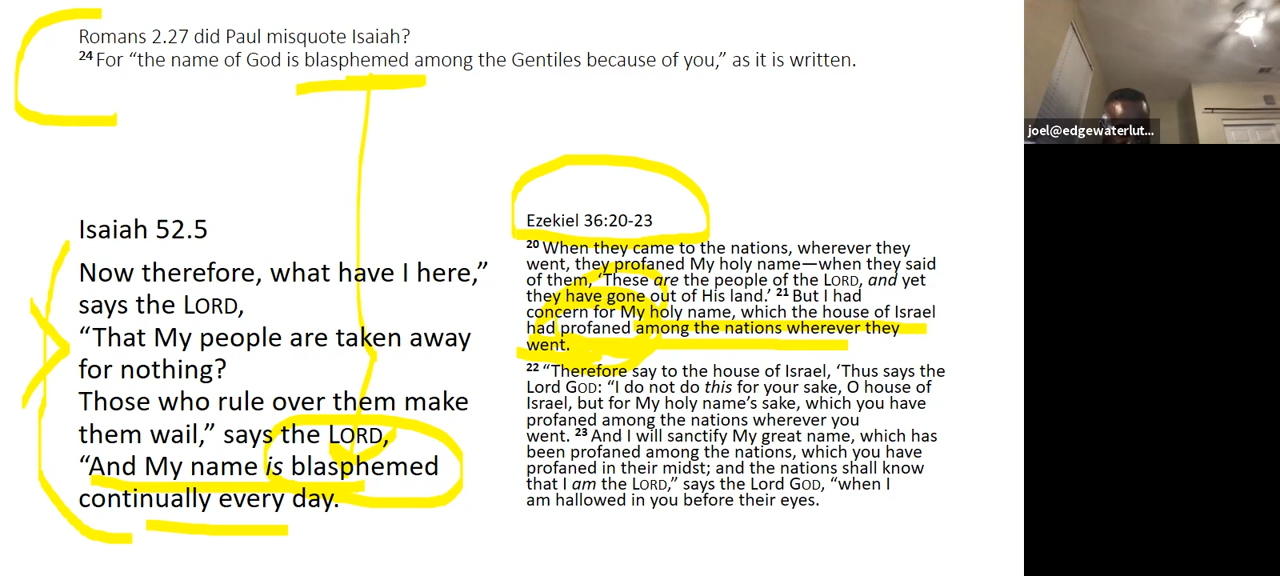 Romans 2.27 did Paul misquote Isaiah?
24 For “the name of God is blasphemed among the Gentiles because of you,” as it is written.
joel@edgewaterlut...
Isaiah 52.5
Now therefore, what have I here,”
says the LORD,
“That My people are taken away
for nothing?
Those who rule over them make
them wail,” says the LORD,
“And My name is blasphemed
continually every day.
Ezekiel 36:20-23
20 When they came to the nations, wherever they
went, they profaned My holy name—when they said
of them, ‘These are the people of the LORD, and yet
they have gone out of His land.’ 21 But I had
concern for My holy name, which the house of Israel
had profaned among the nations wherever they
went.
22 “Therefore say to the house of Israel, ‘Thus says the
Lord GOD: “I do not do this for your sake, O house of
Israel, but for My holy name’s sake, which you have
profaned among the nations wherever you
went. 23 And I will sanctify My great name, which has
been profaned among the nations, which you have
profaned in their midst; and the nations shall know
that I am the LORD,” says the Lord GOD, “when I
am hallowed in you before their eyes.